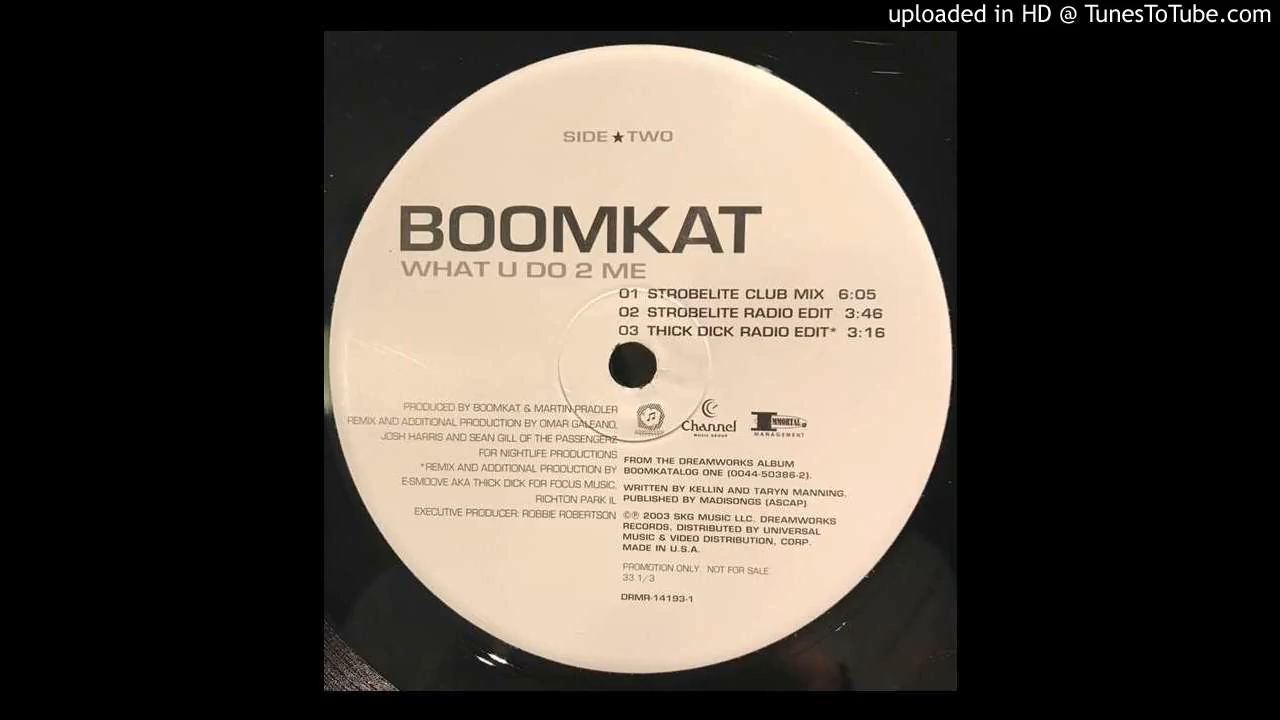 uploaded in HD @ TunesToTube.com
SIDE★TWO
BOOMKAT
WHAT U DO 2 ME
01 STROBELITE CLUB MIX 6:05
02 STROBELITE RADIO EDIT 3:46
03 THICK DICK RADIO EDIT* 3:16
PRODUCED BY BOOMKAT & MARTIN PRADLER
REMIX AND ADDITIONAL PRODUCTION BY OMAR GALEANO,
JOSH HARRIS AND SEAN GILL OF THE PASSENGERZ
FOR NIGHTLIFE PRODUCTIONS
*REMIX AND ADDITIONAL PRODUCTION BY
E-SMOOVE AKA THICK DICK FOR FOCUS MUSIC,
RICHTON PARK IL
EXECUTIVE PRODUCER: ROBBIE ROBERTSON
Channel
MUSIC GROUP
IMMORTAL
MANAGEMENT
FROM THE DREAMWORKS ALBUM
BOOMKATALOG ONE (0044-50386-2).
WRITTEN BY KELLIN AND TARYN MANNING.
PUBLISHED BY MADISONGS (ASCAP)
©℗ 2003 SKG MUSIC LLC. DREAMWORKS
RECORDS, DISTRIBUTED BY UNIVERSAL
MUSIC & VIDEO DISTRIBUTION, CORP.
MADE IN U.S.A.
PROMOTION ONLY. NOT FOR SALE
33 1/3
DRMR-14193-1